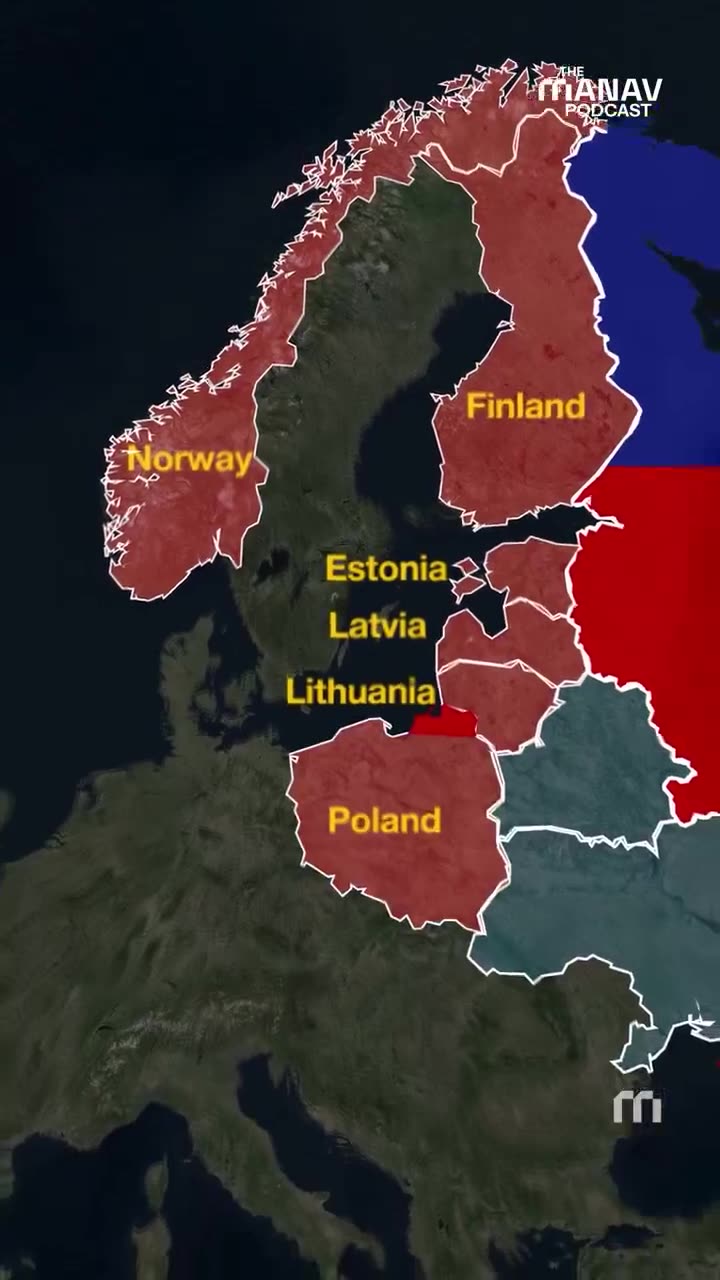 THE
MANAV
PODCAST
Finland
Norway
Estonia
Latvia
Lithuania
Poland
m